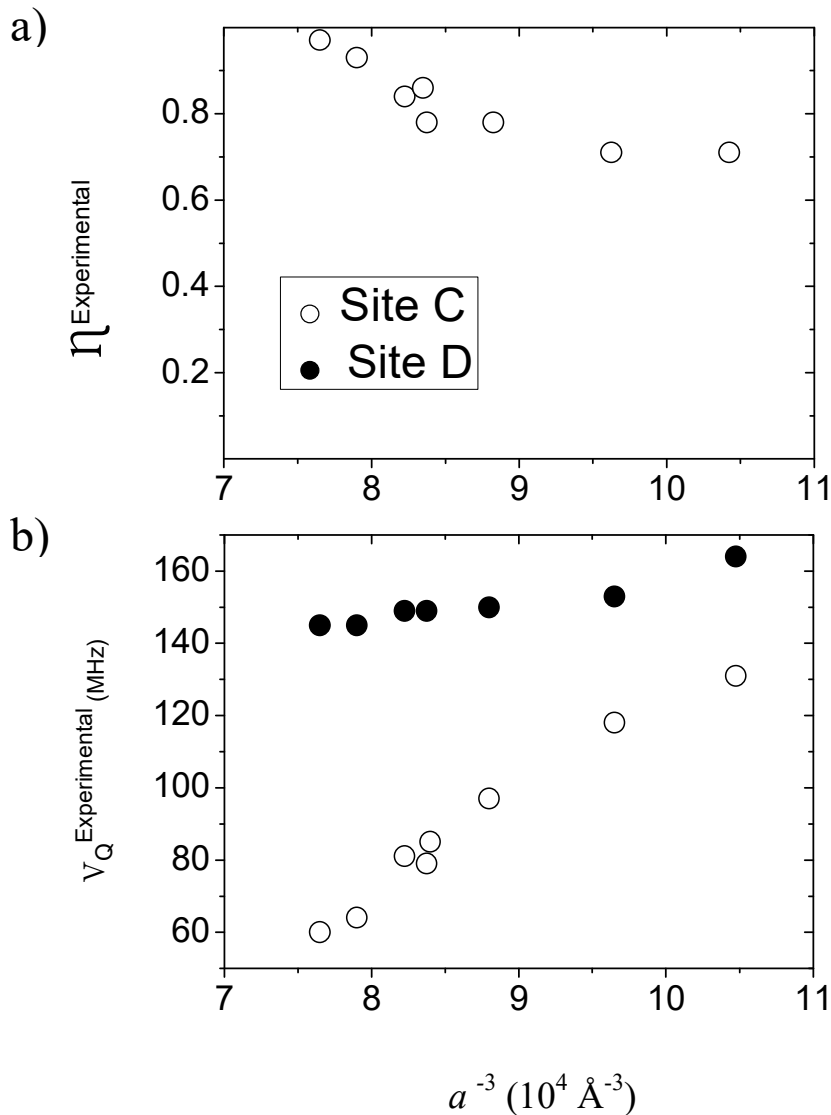 a)
0.8
0.6
0.4
0.2
η Experimental
Site C
Site D
7 8 9 10 11
b)
160
140
120
100
80
60
ν Q Experimental (MHz)
7 8 9 10 11
a -3 (10 4 Å -3)